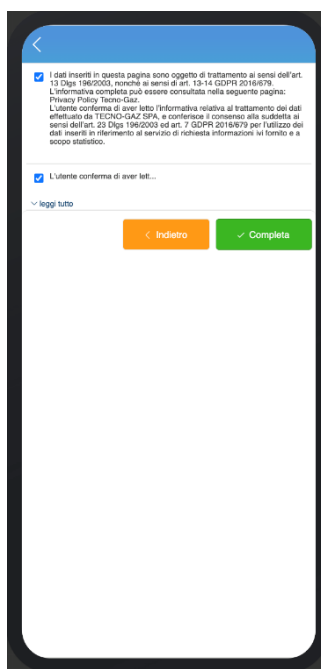 I dati inseriti in questa pagina sono oggetto di trattamento ai sensi dell'art.
13 Dlgs 196/2003, nonchè ai sensi di art. 13-14 GDPR 2016/679.
L'informativa completa può essere consultata nella seguente pagina:
Privacy Policy Tecno-Gaz.
L'utente conferma di aver letto l'informativa relativa al trattamento dei dati
effettuato da TECNO-GAZ SPA, e conferisce il consenso alla suddetta ai
sensi dell'art. 23 Dlgs 196/2003 ed art. 7 GDPR 2016/679 per l'utilizzo dei
dati inseriti in riferimento al servizio di richiesta informazioni ivi fornito e a
scopo statistico.
L'utente conferma di aver lett...
leggi tutto
Indietro
Completa